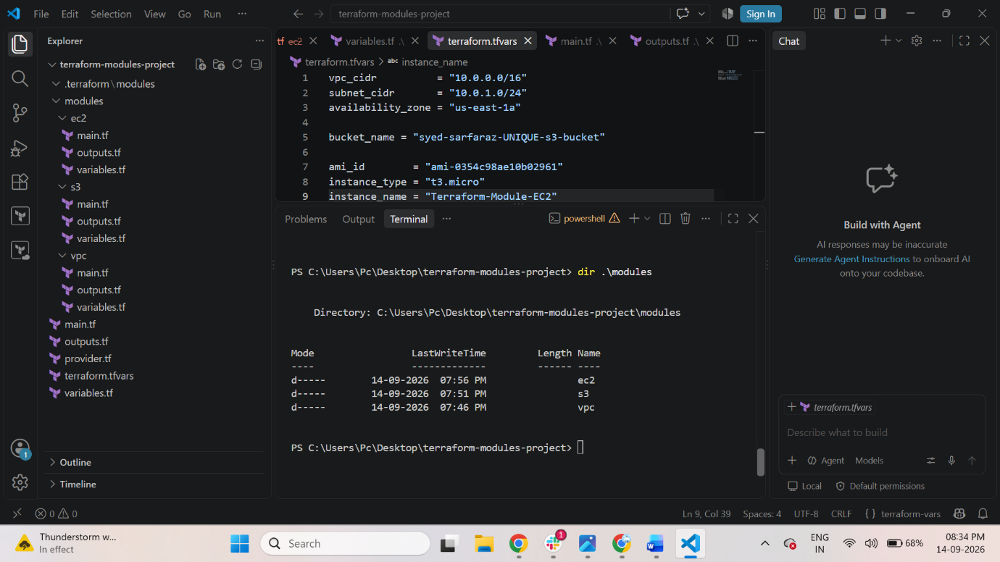 File Edit Selection View Go Run ··· terraform-modules-project Sign In
Explorer ···
terraform-modules-project
.terraform \ modules
modules
ec2
main.tf
outputs.tf
variables.tf
s3
main.tf
outputs.tf
variables.tf
vpc
main.tf
outputs.tf
variables.tf
main.tf
outputs.tf
provider.tf
terraform.tfvars
variables.tf
Outline
Timeline
tf ec2 variables.tf .\ terraform.tfvars main.tf .\ outputs.tf .\ ···
terraform.tfvars > abc instance_name
1 vpc_cidr = "10.0.0.0/16"
2 subnet_cidr = "10.0.1.0/24"
3 availability_zone = "us-east-1a"
4
5 bucket_name = "syed-sarfaraz-UNIQUE-s3-bucket"
6
7 ami_id = "ami-0354c98ae10b02961"
8 instance_type = "t3.micro"
9 instance_name = "Terraform-Module-EC2"
Problems Output Terminal ··· powershell ···
PS C:\Users\Pc\Desktop\terraform-modules-project> dir .\modules
Directory: C:\Users\Pc\Desktop\terraform-modules-project\modules
Mode LastWriteTime Length Name
---- ------------- ------ ----
d----- 14-09-2026 07:56 PM ec2
d----- 14-09-2026 07:51 PM s3
d----- 14-09-2026 07:46 PM vpc
PS C:\Users\Pc\Desktop\terraform-modules-project>
Chat ···
Build with Agent
AI responses may be inaccurate
Generate Agent Instructions to onboard AI
onto your codebase.
terraform.tfvars
Describe what to build
Agent Models
Local Default permissions
0 0 Ln 9, Col 39 Spaces: 4 UTF-8 CRLF { } terraform-vars
1
Thunderstorm w...
In effect
Search
1
W
ENG
IN
68%
08:34 PM
14-09-2026